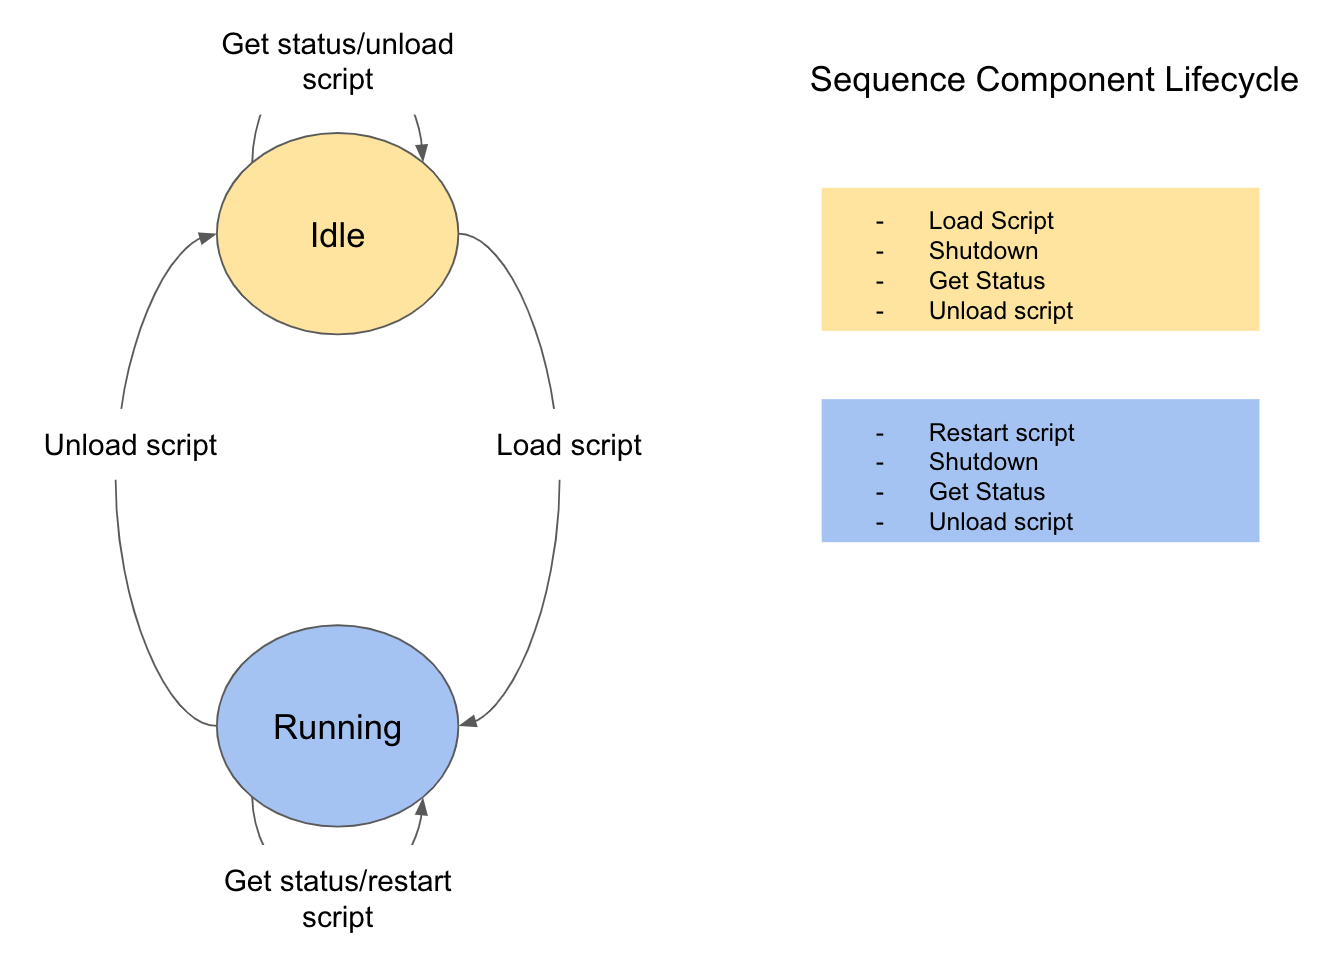 Get status/unload
script
Sequence Component Lifecycle
Idle
- Load Script
- Shutdown
- Get Status
- Unload script
Unload script
Load script
- Restart script
- Shutdown
- Get Status
- Unload script
Running
Get status/restart
script